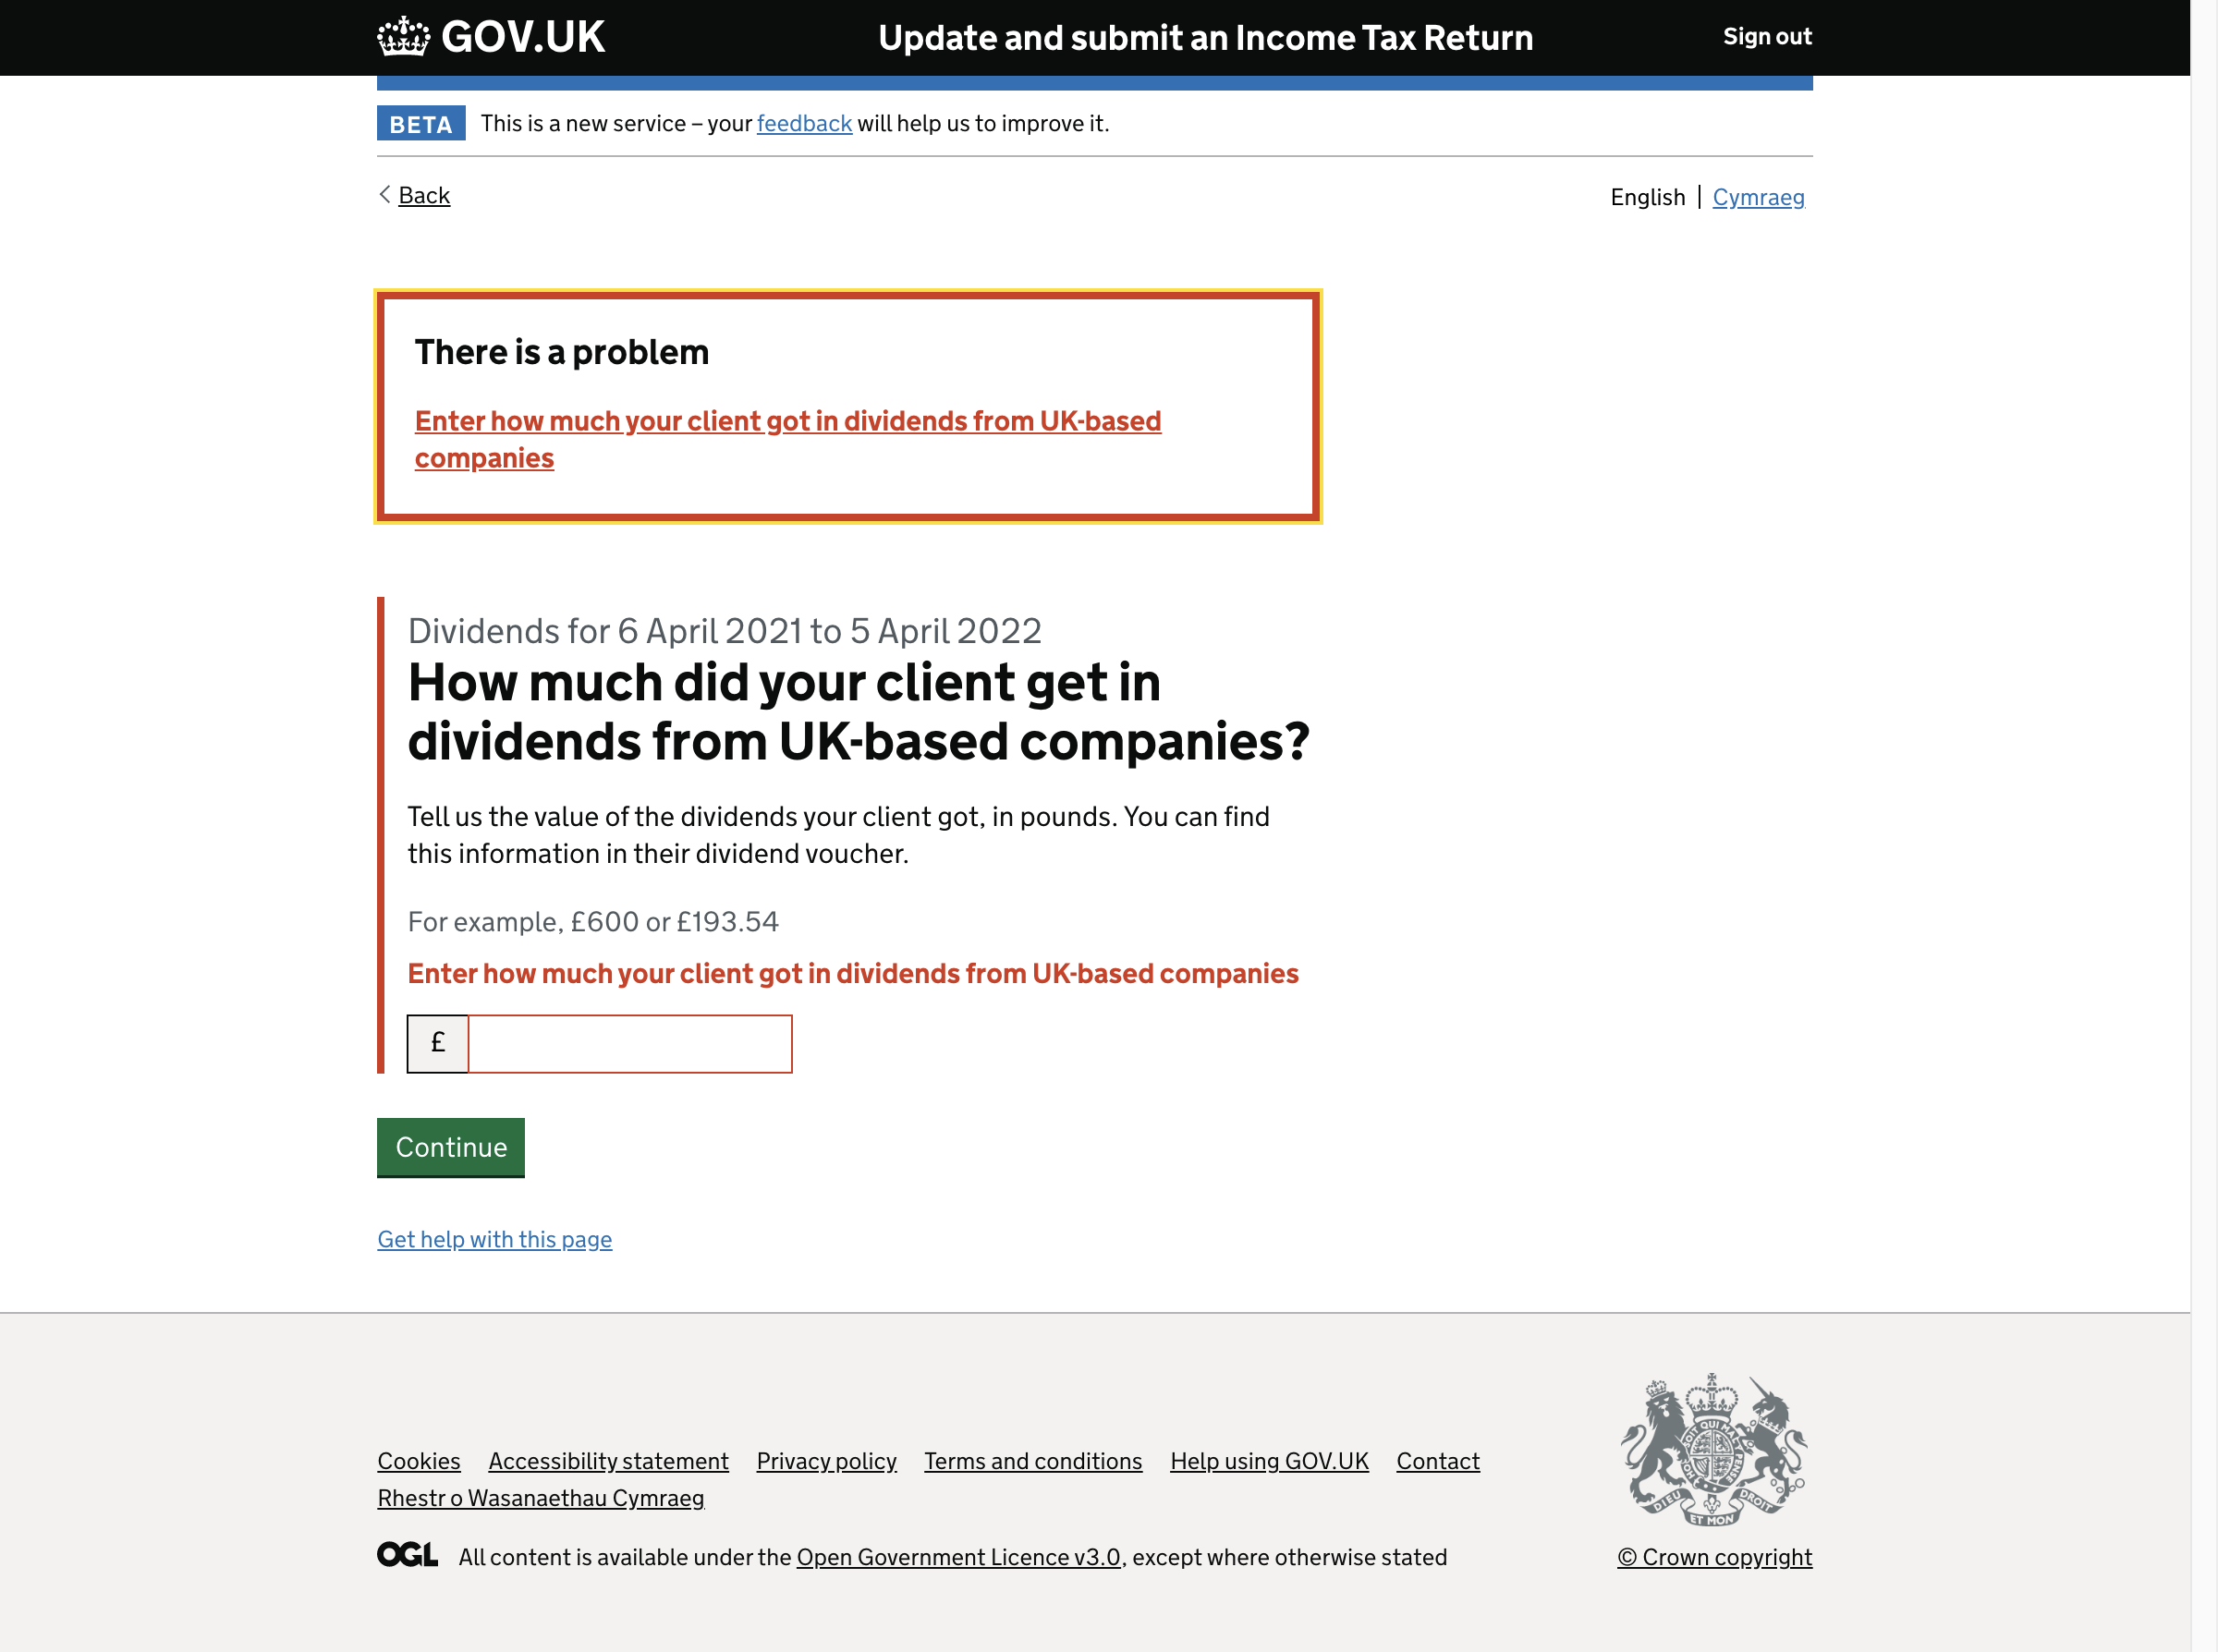 GOV.UK
Update and submit an Income Tax Return
Sign out
BETA
This is a new service – your feedback will help us to improve it.
Back
English | Cymraeg
There is a problem
Enter how much your client got in dividends from UK-based
companies
Dividends for 6 April 2021 to 5 April 2022
How much did your client get in
dividends from UK-based companies?
Tell us the value of the dividends your client got, in pounds. You can find
this information in their dividend voucher.
For example, £600 or £193.54
Enter how much your client got in dividends from UK-based companies
£
Continue
Get help with this page
Cookies Accessibility statement Privacy policy Terms and conditions Help using GOV.UK Contact
Rhestr o Wasanaethau Cymraeg
OGL All content is available under the Open Government Licence v3.0, except where otherwise stated
DIEU ET MON DROIT
© Crown copyright